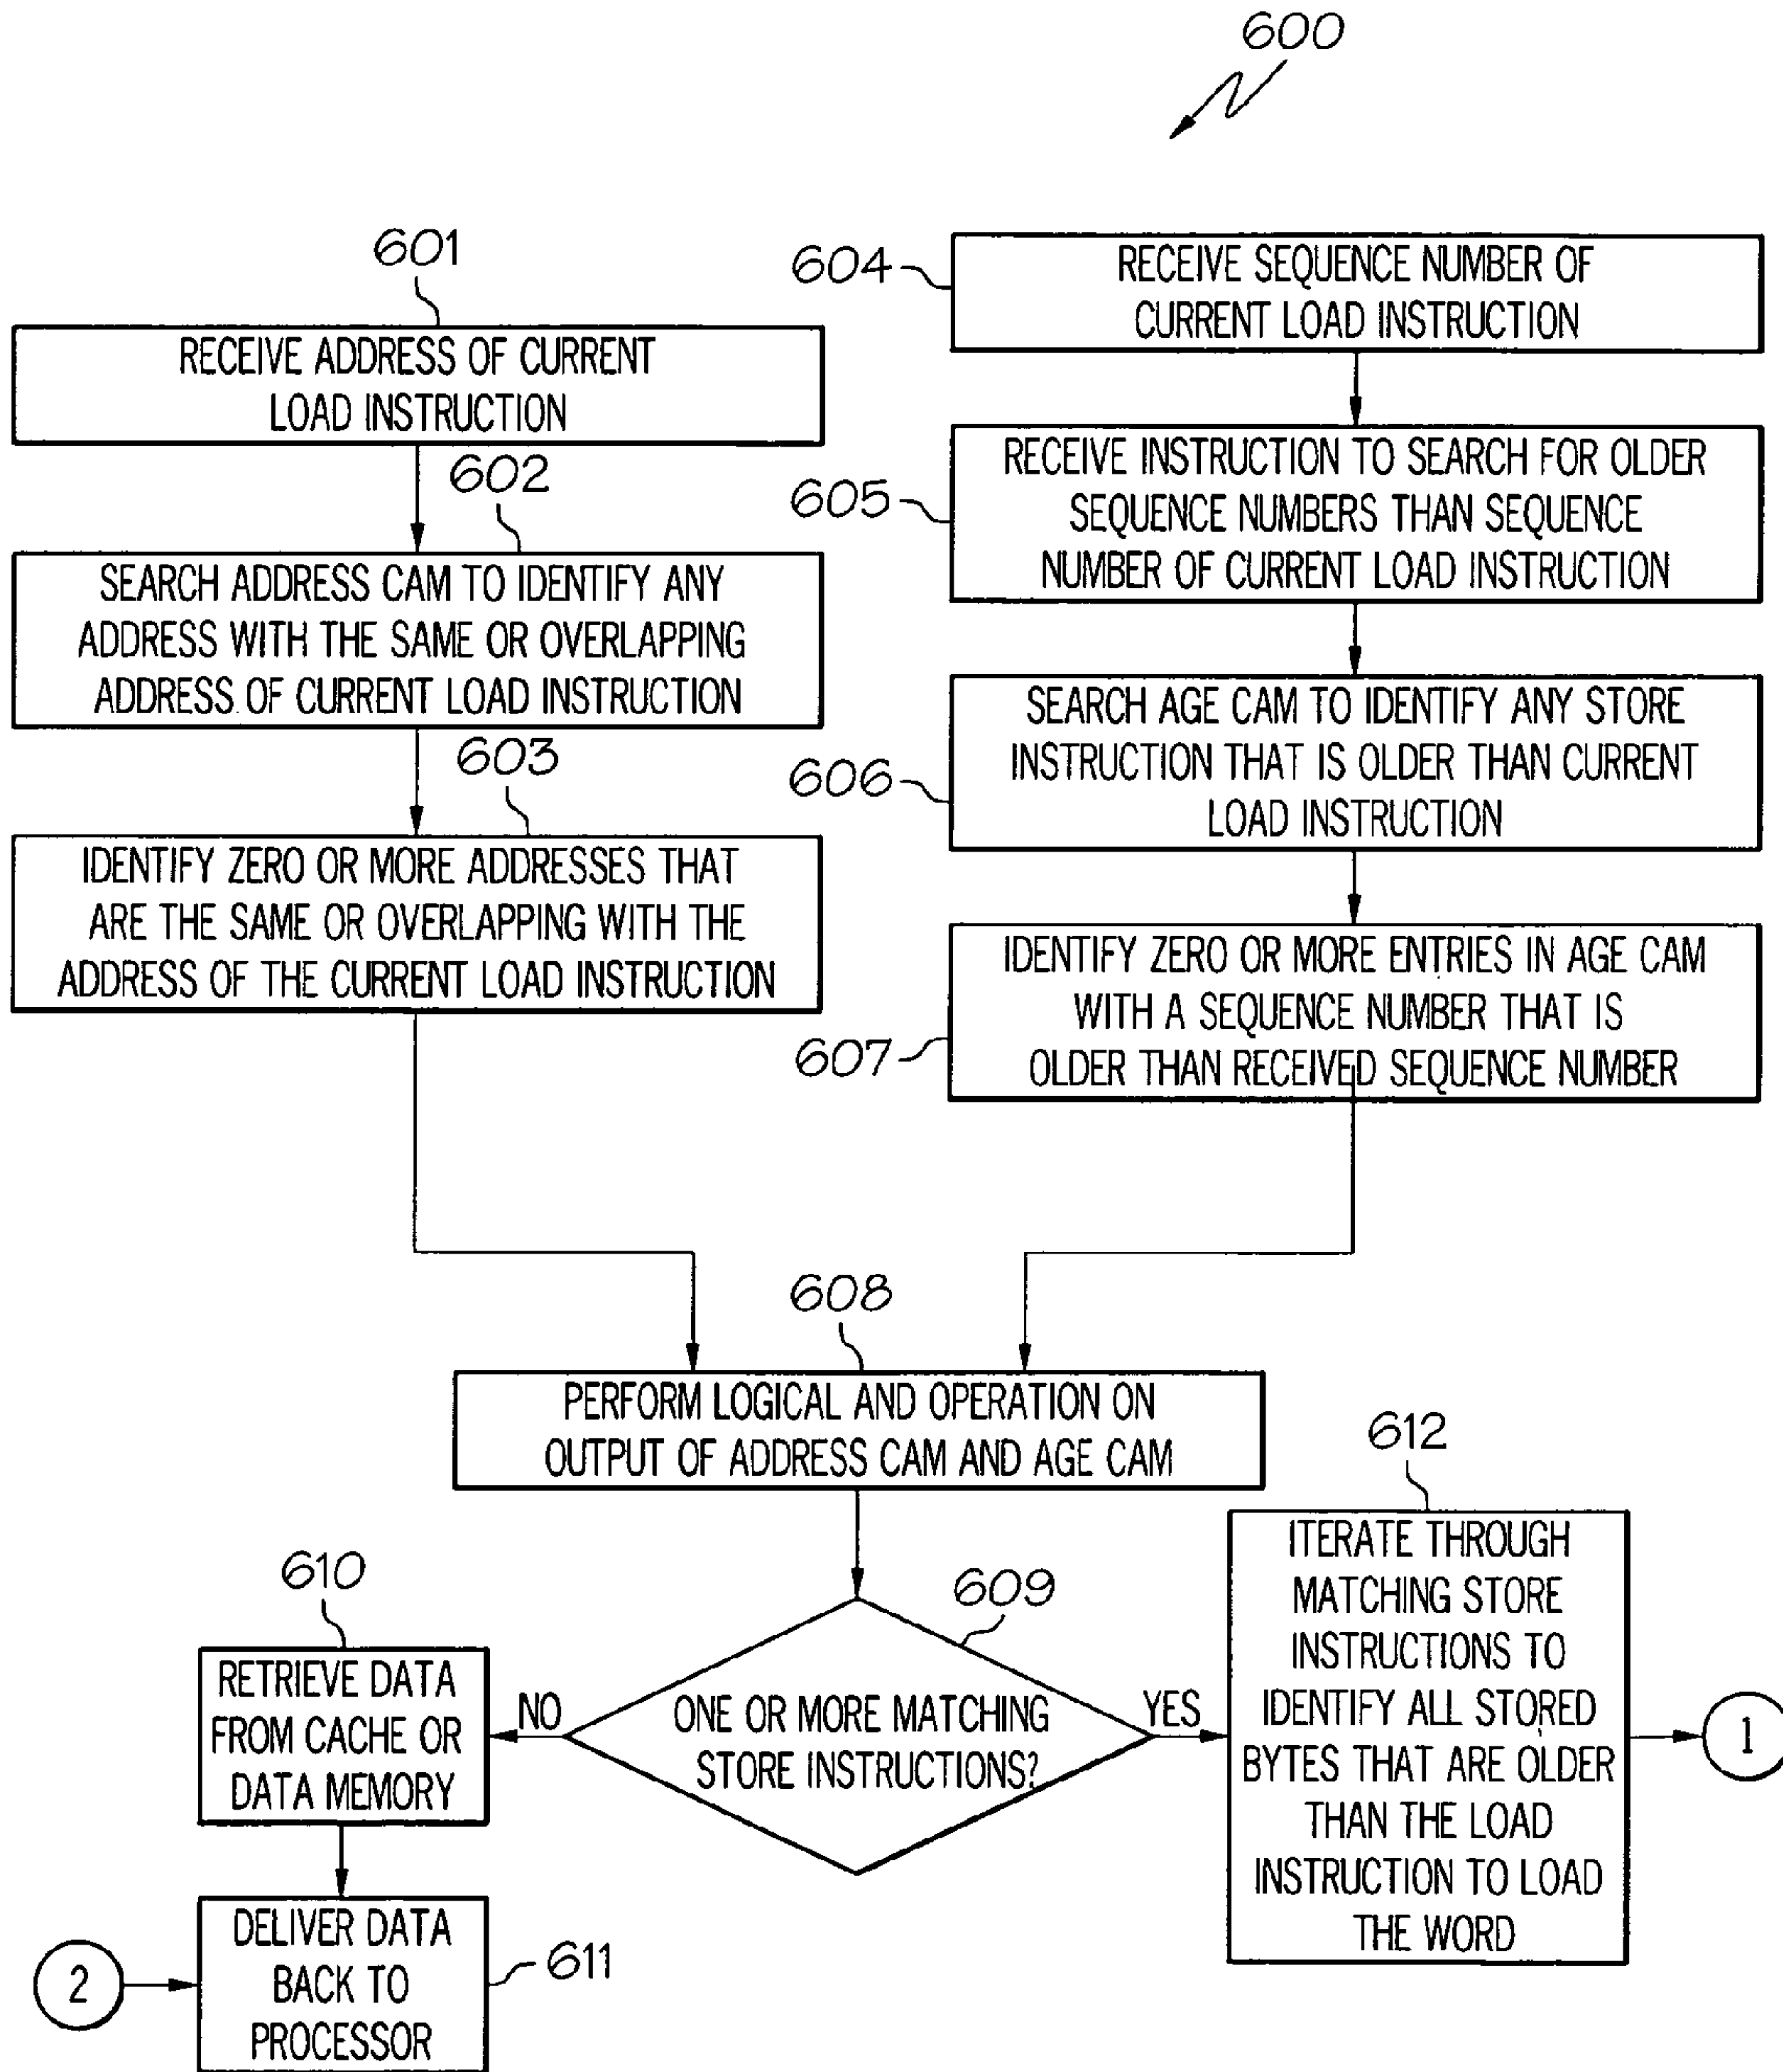 600
601
RECEIVE ADDRESS OF CURRENT
LOAD INSTRUCTION
602
SEARCH ADDRESS CAM TO IDENTIFY ANY
ADDRESS WITH THE SAME OR OVERLAPPING
ADDRESS OF CURRENT LOAD INSTRUCTION
603
IDENTIFY ZERO OR MORE ADDRESSES THAT
ARE THE SAME OR OVERLAPPING WITH THE
ADDRESS OF THE CURRENT LOAD INSTRUCTION
604
RECEIVE SEQUENCE NUMBER OF
CURRENT LOAD INSTRUCTION
605
RECEIVE INSTRUCTION TO SEARCH FOR OLDER
SEQUENCE NUMBERS THAN SEQUENCE
NUMBER OF CURRENT LOAD INSTRUCTION
606
SEARCH AGE CAM TO IDENTIFY ANY STORE
INSTRUCTION THAT IS OLDER THAN CURRENT
LOAD INSTRUCTION
607
IDENTIFY ZERO OR MORE ENTRIES IN AGE CAM
WITH A SEQUENCE NUMBER THAT IS
OLDER THAN RECEIVED SEQUENCE NUMBER
608
PERFORM LOGICAL AND OPERATION ON
OUTPUT OF ADDRESS CAM AND AGE CAM
609
ONE OR MORE MATCHING
STORE INSTRUCTIONS?
NO
YES
610
RETRIEVE DATA
FROM CACHE OR
DATA MEMORY
611
DELIVER DATA
BACK TO
PROCESSOR
2
612
ITERATE THROUGH
MATCHING STORE
INSTRUCTIONS TO
IDENTIFY ALL STORED
BYTES THAT ARE OLDER
THAN THE LOAD
INSTRUCTION TO LOAD
THE WORD
1